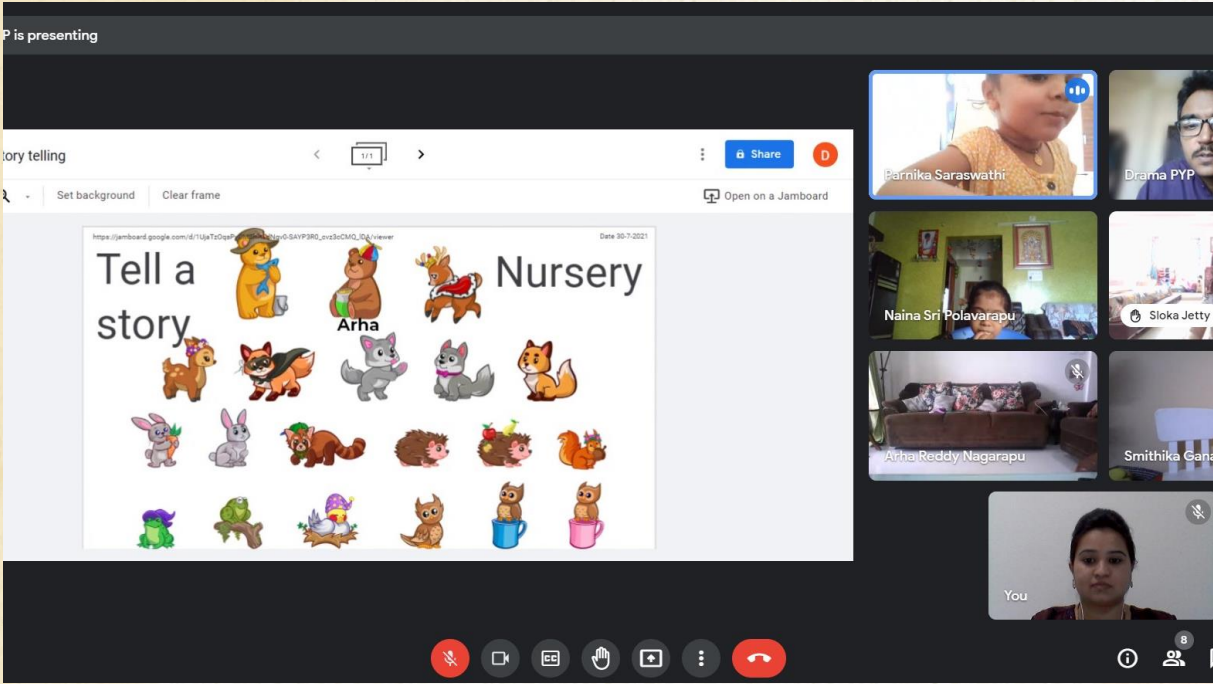 P is presenting
tory telling
1/1
Share
D
Set background
Clear frame
Open on a Jamboard
Date 30-7-2021
Tell a
story
Nursery
Arha
Parnika Saraswathi
Drama PYP
Naina Sri Polavarapu
Sloka Jetty
Arha Reddy Nagarapu
Smithika Gana
You
CC
8